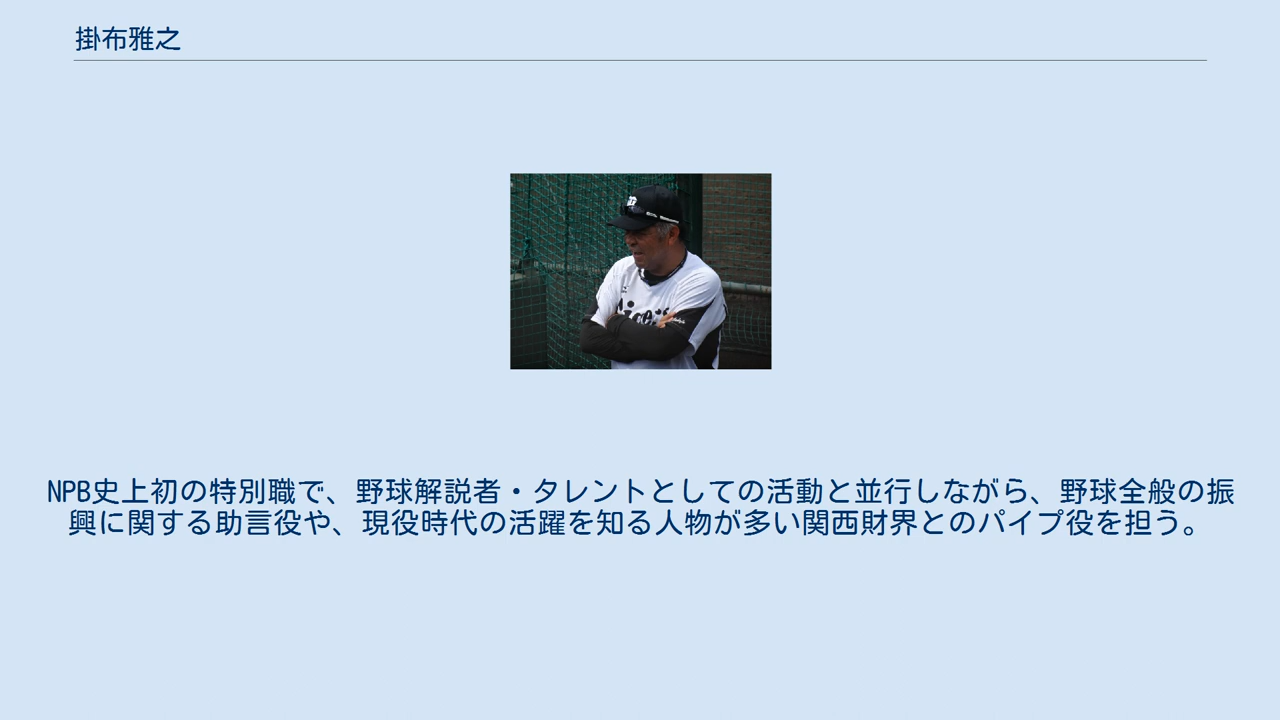 掛布雅之
NPB史上初の特別職で、野球解説者・タレントとしての活動と並行しながら、野球全般の振
興に関する助言役や、現役時代の活躍を知る人物が多い関西財界とのパイプ役を担う。